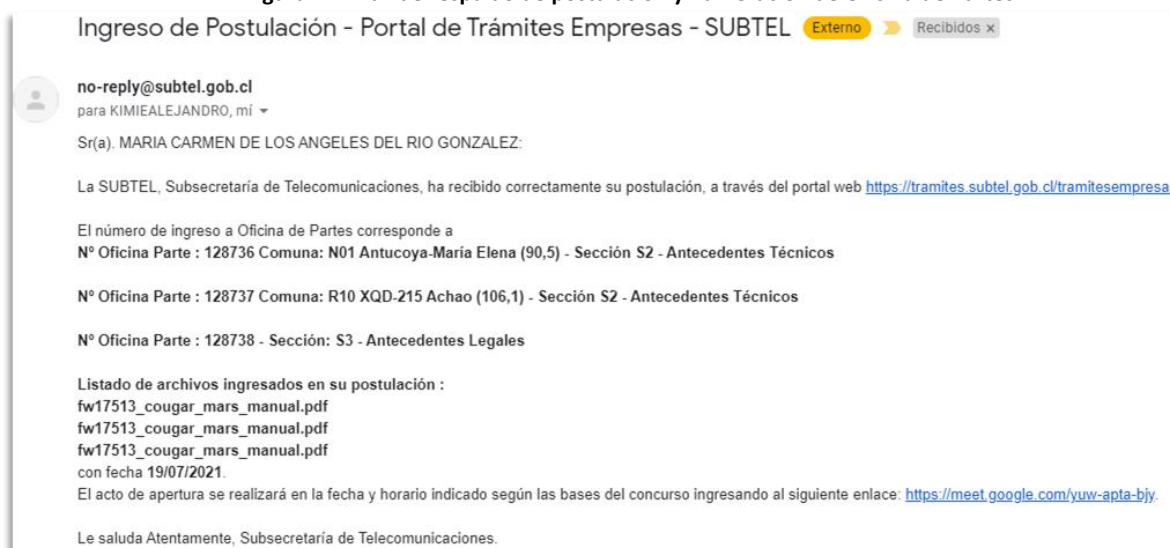 Ingreso de Postulación - Portal de Trámites Empresas - SUBTEL Externo Recibidos x
no-reply@subtel.gob.cl
para KIMIEALEJANDRO, mí
Sr(a). MARIA CARMEN DE LOS ANGELES DEL RIO GONZALEZ:
La SUBTEL, Subsecretaría de Telecomunicaciones, ha recibido correctamente su postulación, a través del portal web https://tramites.subtel.gob.cl/tramitesempresa
El número de ingreso a Oficina de Partes corresponde a
Nº Oficina Parte : 128736 Comuna: N01 Antucoya-María Elena (90,5) - Sección S2 - Antecedentes Técnicos
Nº Oficina Parte : 128737 Comuna: R10 XQD-215 Achao (106,1) - Sección S2 - Antecedentes Técnicos
Nº Oficina Parte : 128738 - Sección: S3 - Antecedentes Legales
Listado de archivos ingresados en su postulación :
fw17513_cougar_mars_manual.pdf
fw17513_cougar_mars_manual.pdf
fw17513_cougar_mars_manual.pdf
con fecha 19/07/2021.
El acto de apertura se realizará en la fecha y horario indicado según las bases del concurso ingresando al siguiente enlace: https://meet.google.com/yuw-apta-bjy.
Le saluda Atentamente, Subsecretaría de Telecomunicaciones.